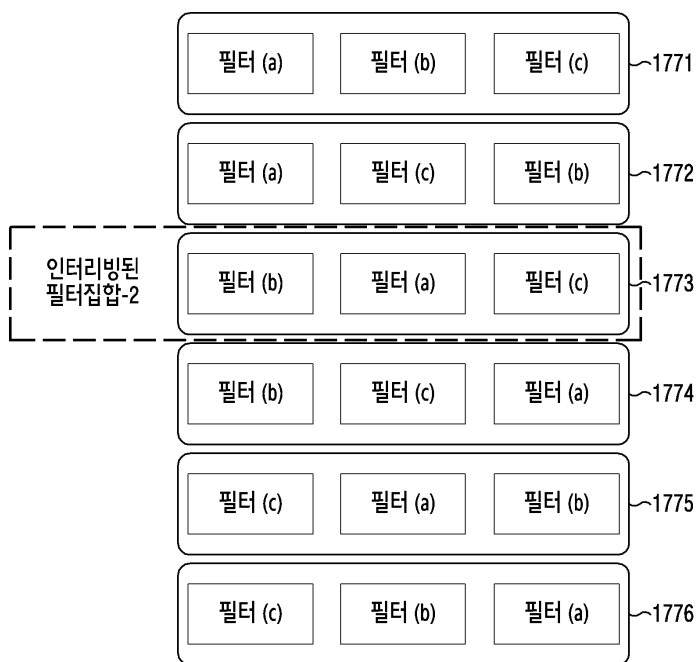 필터 (a) 필터 (b) 필터 (c) 1771
필터 (a) 필터 (c) 필터 (b) 1772
인터리빙된
필터집합-2
필터 (b) 필터 (a) 필터 (c) 1773
필터 (b) 필터 (c) 필터 (a) 1774
필터 (c) 필터 (a) 필터 (b) 1775
필터 (c) 필터 (b) 필터 (a) 1776